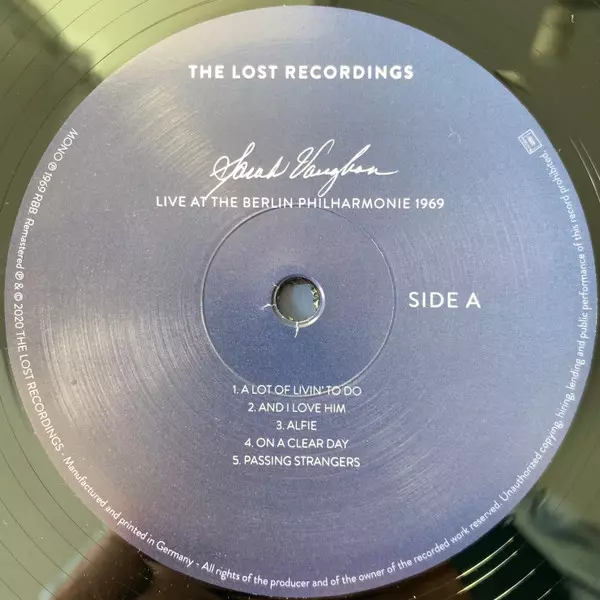 THE LOST RECORDINGS
Sarah Vaughan
LIVE AT THE BERLIN PHILHARMONIE 1969
SIDE A
1. A LOT OF LIVIN' TO DO
2. AND I LOVE HIM
3. ALFIE
4. ON A CLEAR DAY
5. PASSING STRANGERS
MONO ℗ 1969 RBB Remastered ℗ & © 2020 THE LOST RECORDINGS - Manufactured and printed in Germany - All rights of the producer and of the owner of the recorded work reserved. Unauthorized copying, hiring, lending and public performance of this record prohibited.